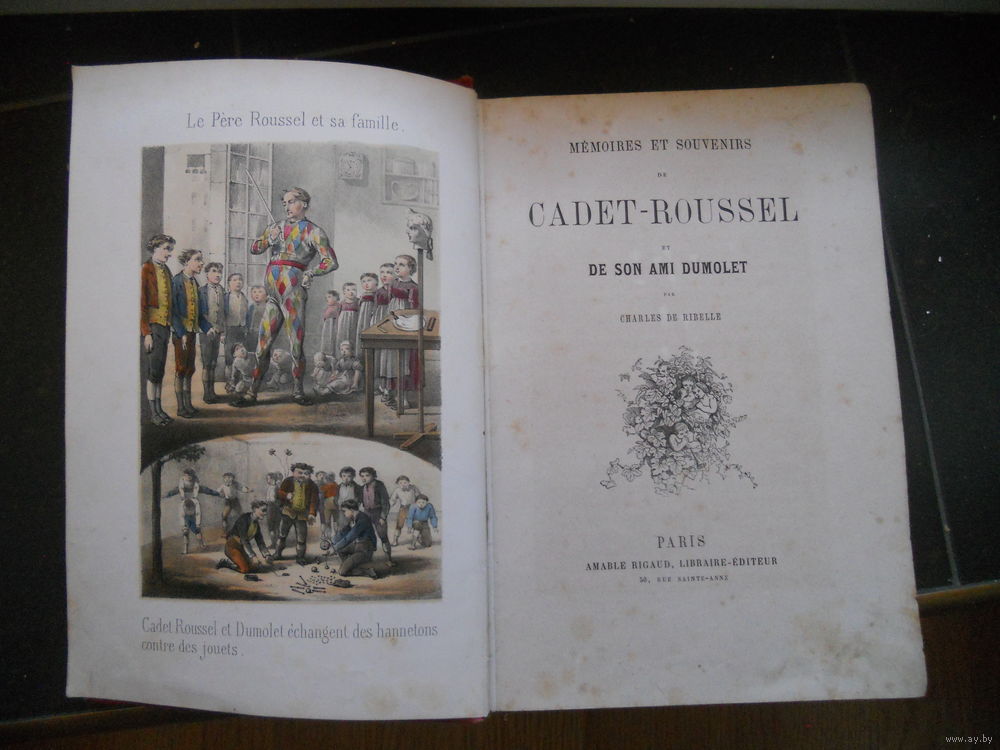 Le Père Roussel et sa famille.
Cadet Roussel et Dumolet échangent des hannetons
contre des jouets.
MÉMOIRES ET SOUVENIRS
DE
CADET-ROUSSEL
ET
DE SON AMI DUMOLET
PAR
CHARLES DE RIBELLE
PARIS
AMABLE RIGAUD, LIBRAIRE-ÉDITEUR
50, RUE SAINTE-ANNE
www.ay.by